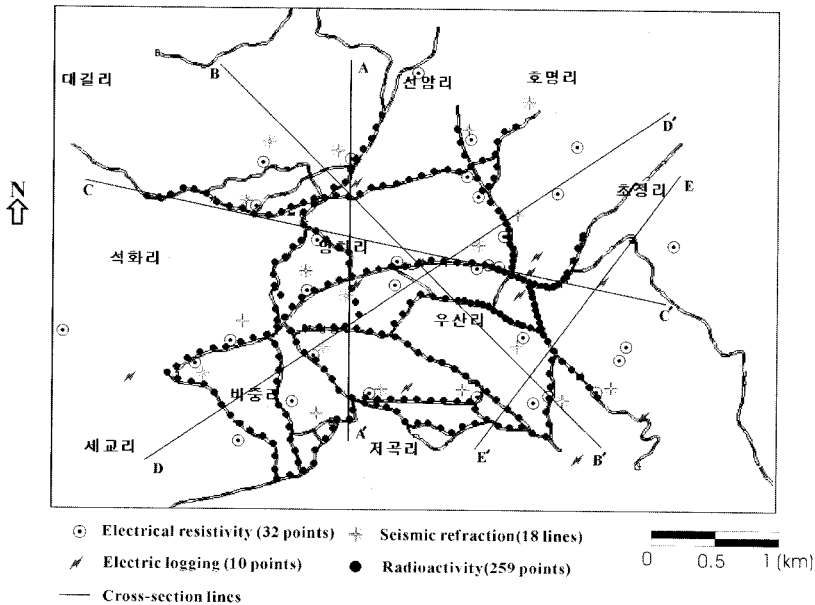 B
B
A
대길리
신암리
호명리
D'
N
C
초정리
E
석화리
C'
우산리
비중리
세교리
D
A'
저곡리
E'
B'
Electrical resistivity (32 points)
Seismic refraction (18 lines)
Electric logging (10 points)
Radioactivity (259 points)
Cross-section lines
0 0.5 1 (km)